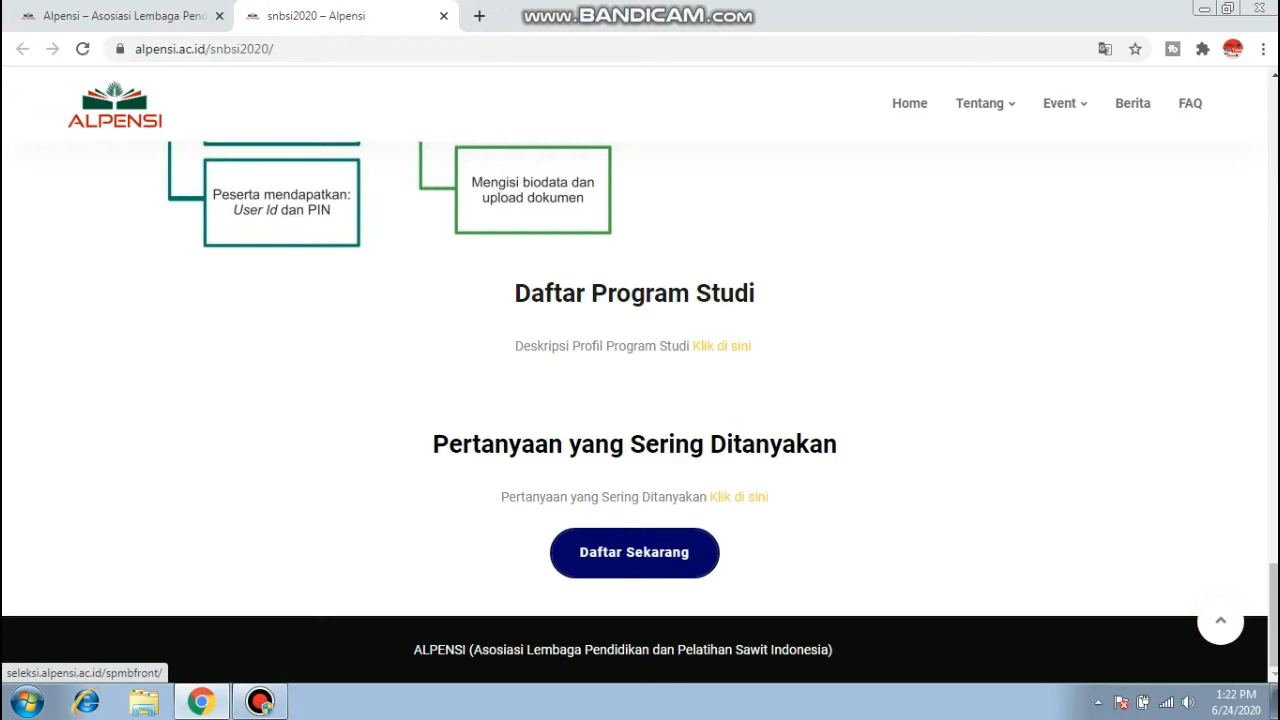 Alpensi – Asosiasi Lembaga Pend
snbsi2020 – Alpensi
www.BANDICAM.com
alpensi.ac.id/snbsi2020/
ALPENSI
Home
Tentang
Event
Berita
FAQ
Peserta mendapatkan:
User Id dan PIN
Mengisi biodata dan
upload dokumen
Daftar Program Studi
Deskripsi Profil Program Studi Klik di sini
Pertanyaan yang Sering Ditanyakan
Pertanyaan yang Sering Ditanyakan Klik di sini
Daftar Sekarang
ALPENSI (Asosiasi Lembaga Pendidikan dan Pelatihan Sawit Indonesia)
seleksi.alpensi.ac.id/spmbfront/
1:22 PM
6/24/2020